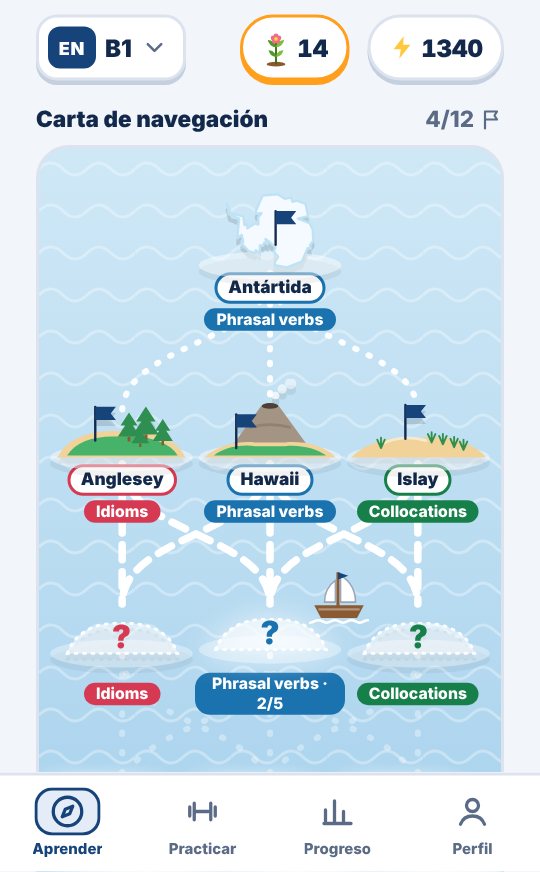 EN B1 14 1340
Carta de navegación 4/12
Antártida
Phrasal verbs
Anglesey Hawaii Islay
Idioms Phrasal verbs Collocations
? ? ?
Idioms Phrasal verbs · Collocations
2/5
Aprender Practicar Progreso Perfil